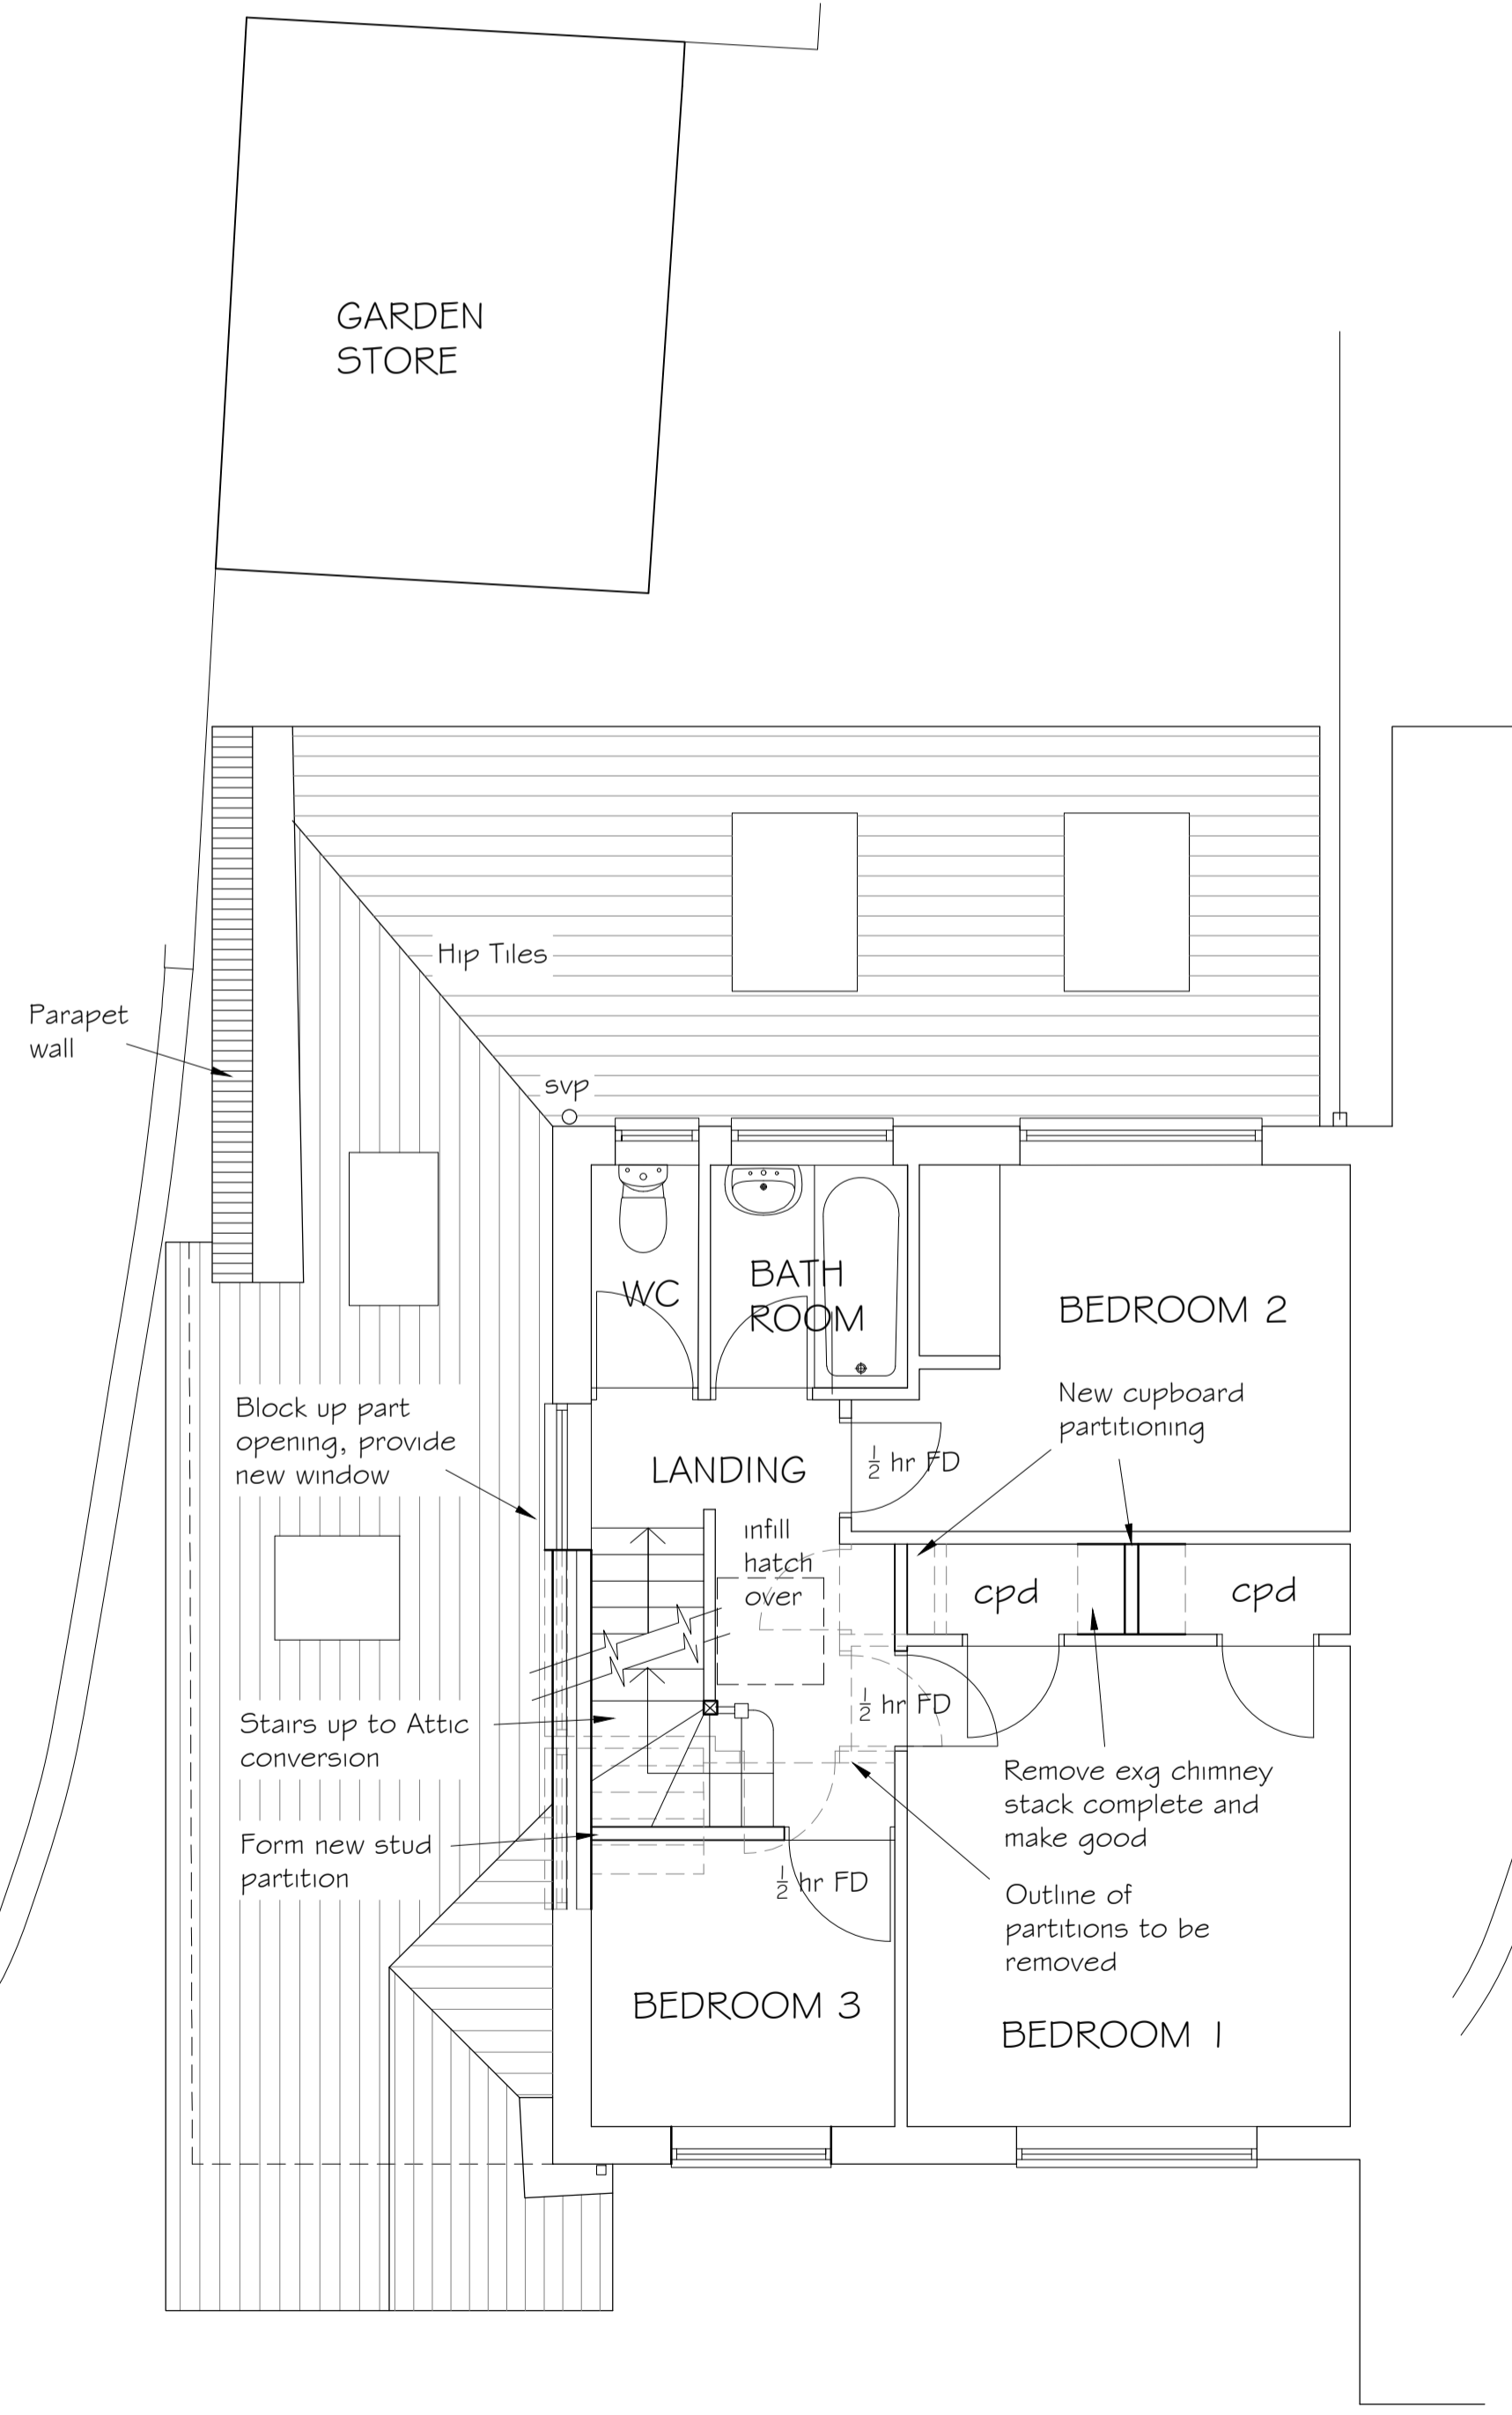 GARDEN
STORE
Hip Tiles
Parapet
wall
svp
WC
BATH
ROOM
BEDROOM 2
New cupboard
partitioning
Block up part
opening, provide
new window
LANDING
½ hr FD
infill
hatch
over
cpd
cpd
½ hr FD
Stairs up to Attic
conversion
Remove exg chimney
stack complete and
make good
Form new stud
partition
½ hr FD
Outline of
partitions to be
removed
BEDROOM 3
BEDROOM 1